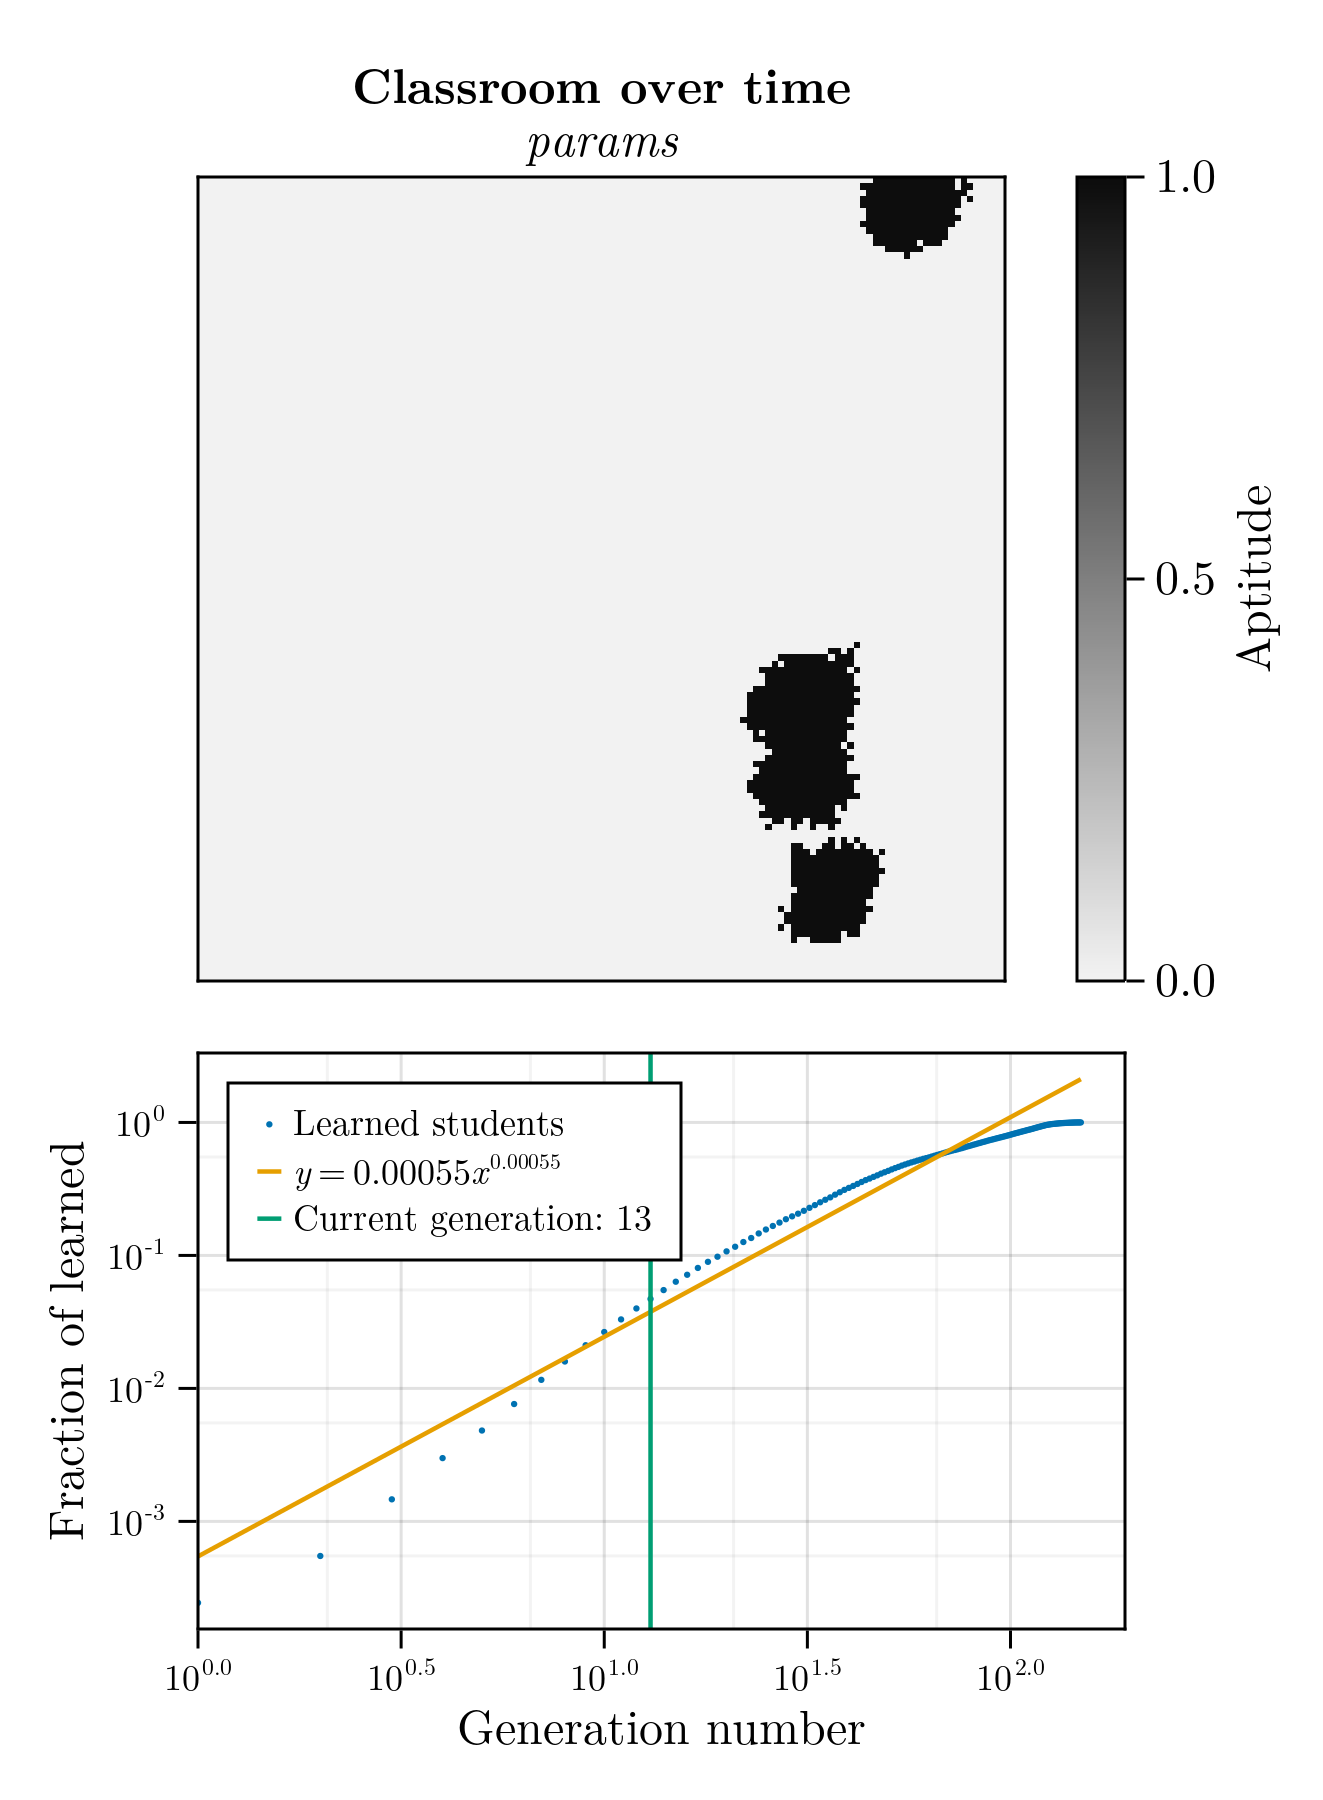 Classroom over time
params
1.0
0.5
0.0
Aptitude
Learned students
y = 0.00055x^0.00055
Current generation: 13
10^0
10^-1
10^-2
10^-3
Fraction of learned
10^0.0 10^0.5 10^1.0 10^1.5 10^2.0
Generation number